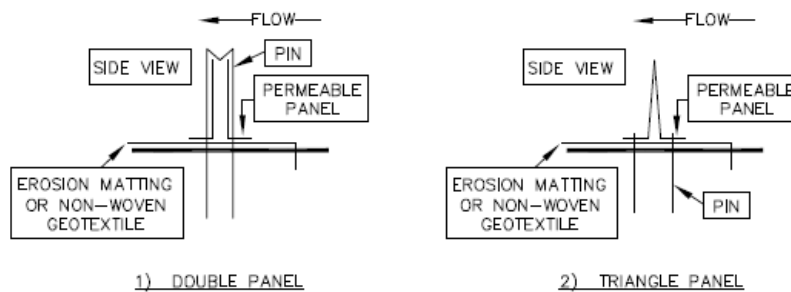 FLOW
SIDE VIEW
PIN
PERMEABLE
PANEL
EROSION MATTING
OR NON-WOVEN
GEOTEXTILE
1) DOUBLE PANEL
FLOW
SIDE VIEW
PERMEABLE
PANEL
EROSION MATTING
OR NON-WOVEN
GEOTEXTILE
PIN
2) TRIANGLE PANEL